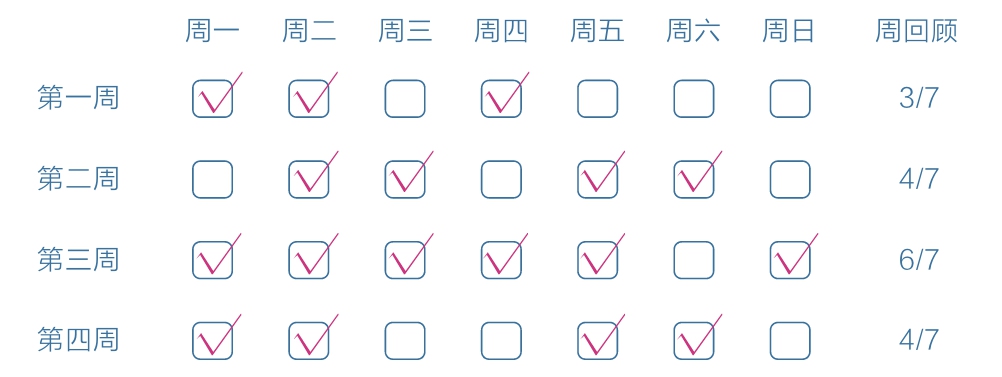 周一 周二 周三 周四 周五 周六 周日 周回顾
第一周 3/7
第二周 4/7
第三周 6/7
第四周 4/7